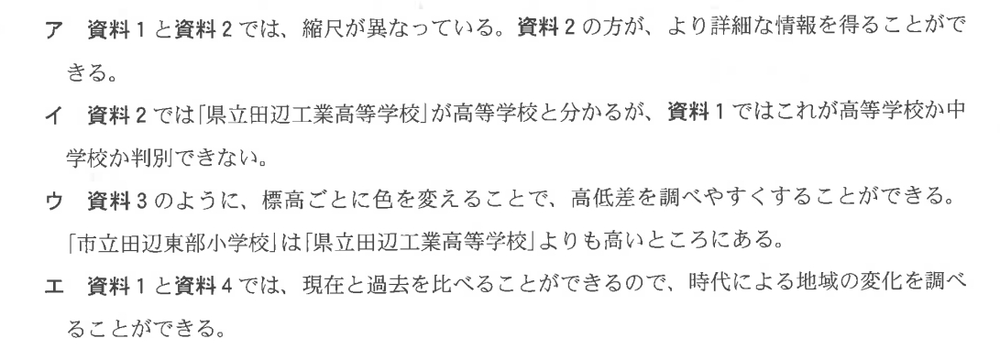 ア　資料1と資料2では、縮尺が異なっている。資料2の方が、より詳細な情報を得ることがで
きる。
イ　資料2では「県立田辺工業高等学校」が高等学校と分かるが、資料1ではこれが高等学校か中
学校か判別できない。
ウ　資料3のように、標高ごとに色を変えることで、高低差を調べやすくすることができる。
「市立田辺東部小学校」は「県立田辺工業高等学校」よりも高いところにある。
エ　資料1と資料4では、現在と過去を比べることができるので、時代による地域の変化を調べ
ることができる。